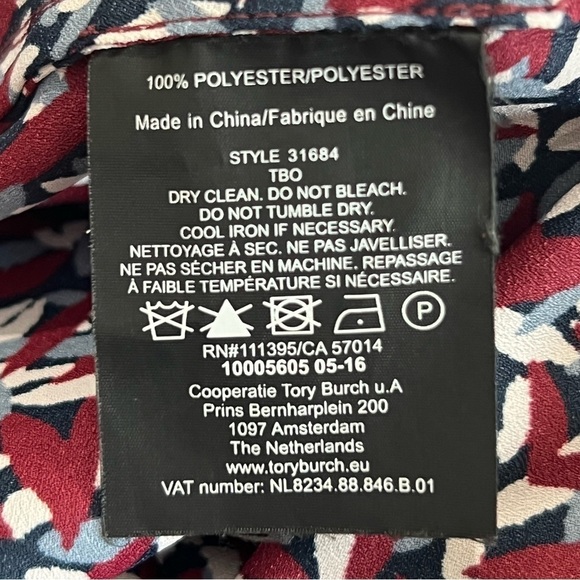 100% POLYESTER/POLYESTER
Made in China/Fabrique en Chine
STYLE 31684
TBO
DRY CLEAN. DO NOT BLEACH.
DO NOT TUMBLE DRY.
COOL IRON IF NECESSARY.
NETTOYAGE À SEC. NE PAS JAVELLISER.
NE PAS SÉCHER EN MACHINE. REPASSAGE
À FAIBLE TEMPÉRATURE SI NÉCESSAIRE.
P
RN#111395/CA 57014
10005605 05-16
Cooperatie Tory Burch u.A
Prins Bernharplein 200
1097 Amsterdam
The Netherlands
www.toryburch.eu
VAT number: NL8234.88.846.B.01